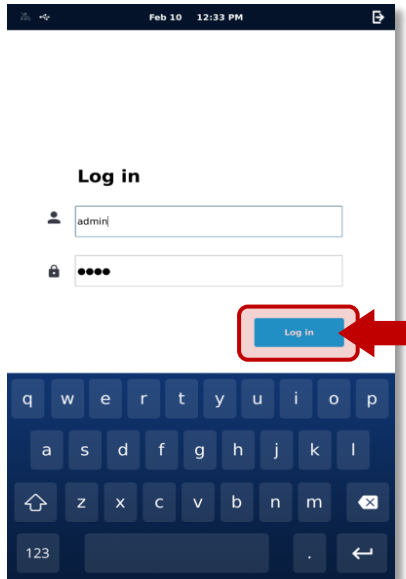 Feb 10 12:33 PM
Log in
admin
••••
Log in
q w e r t y u i o p
a s d f g h j k l
z x c v b n m
123 .